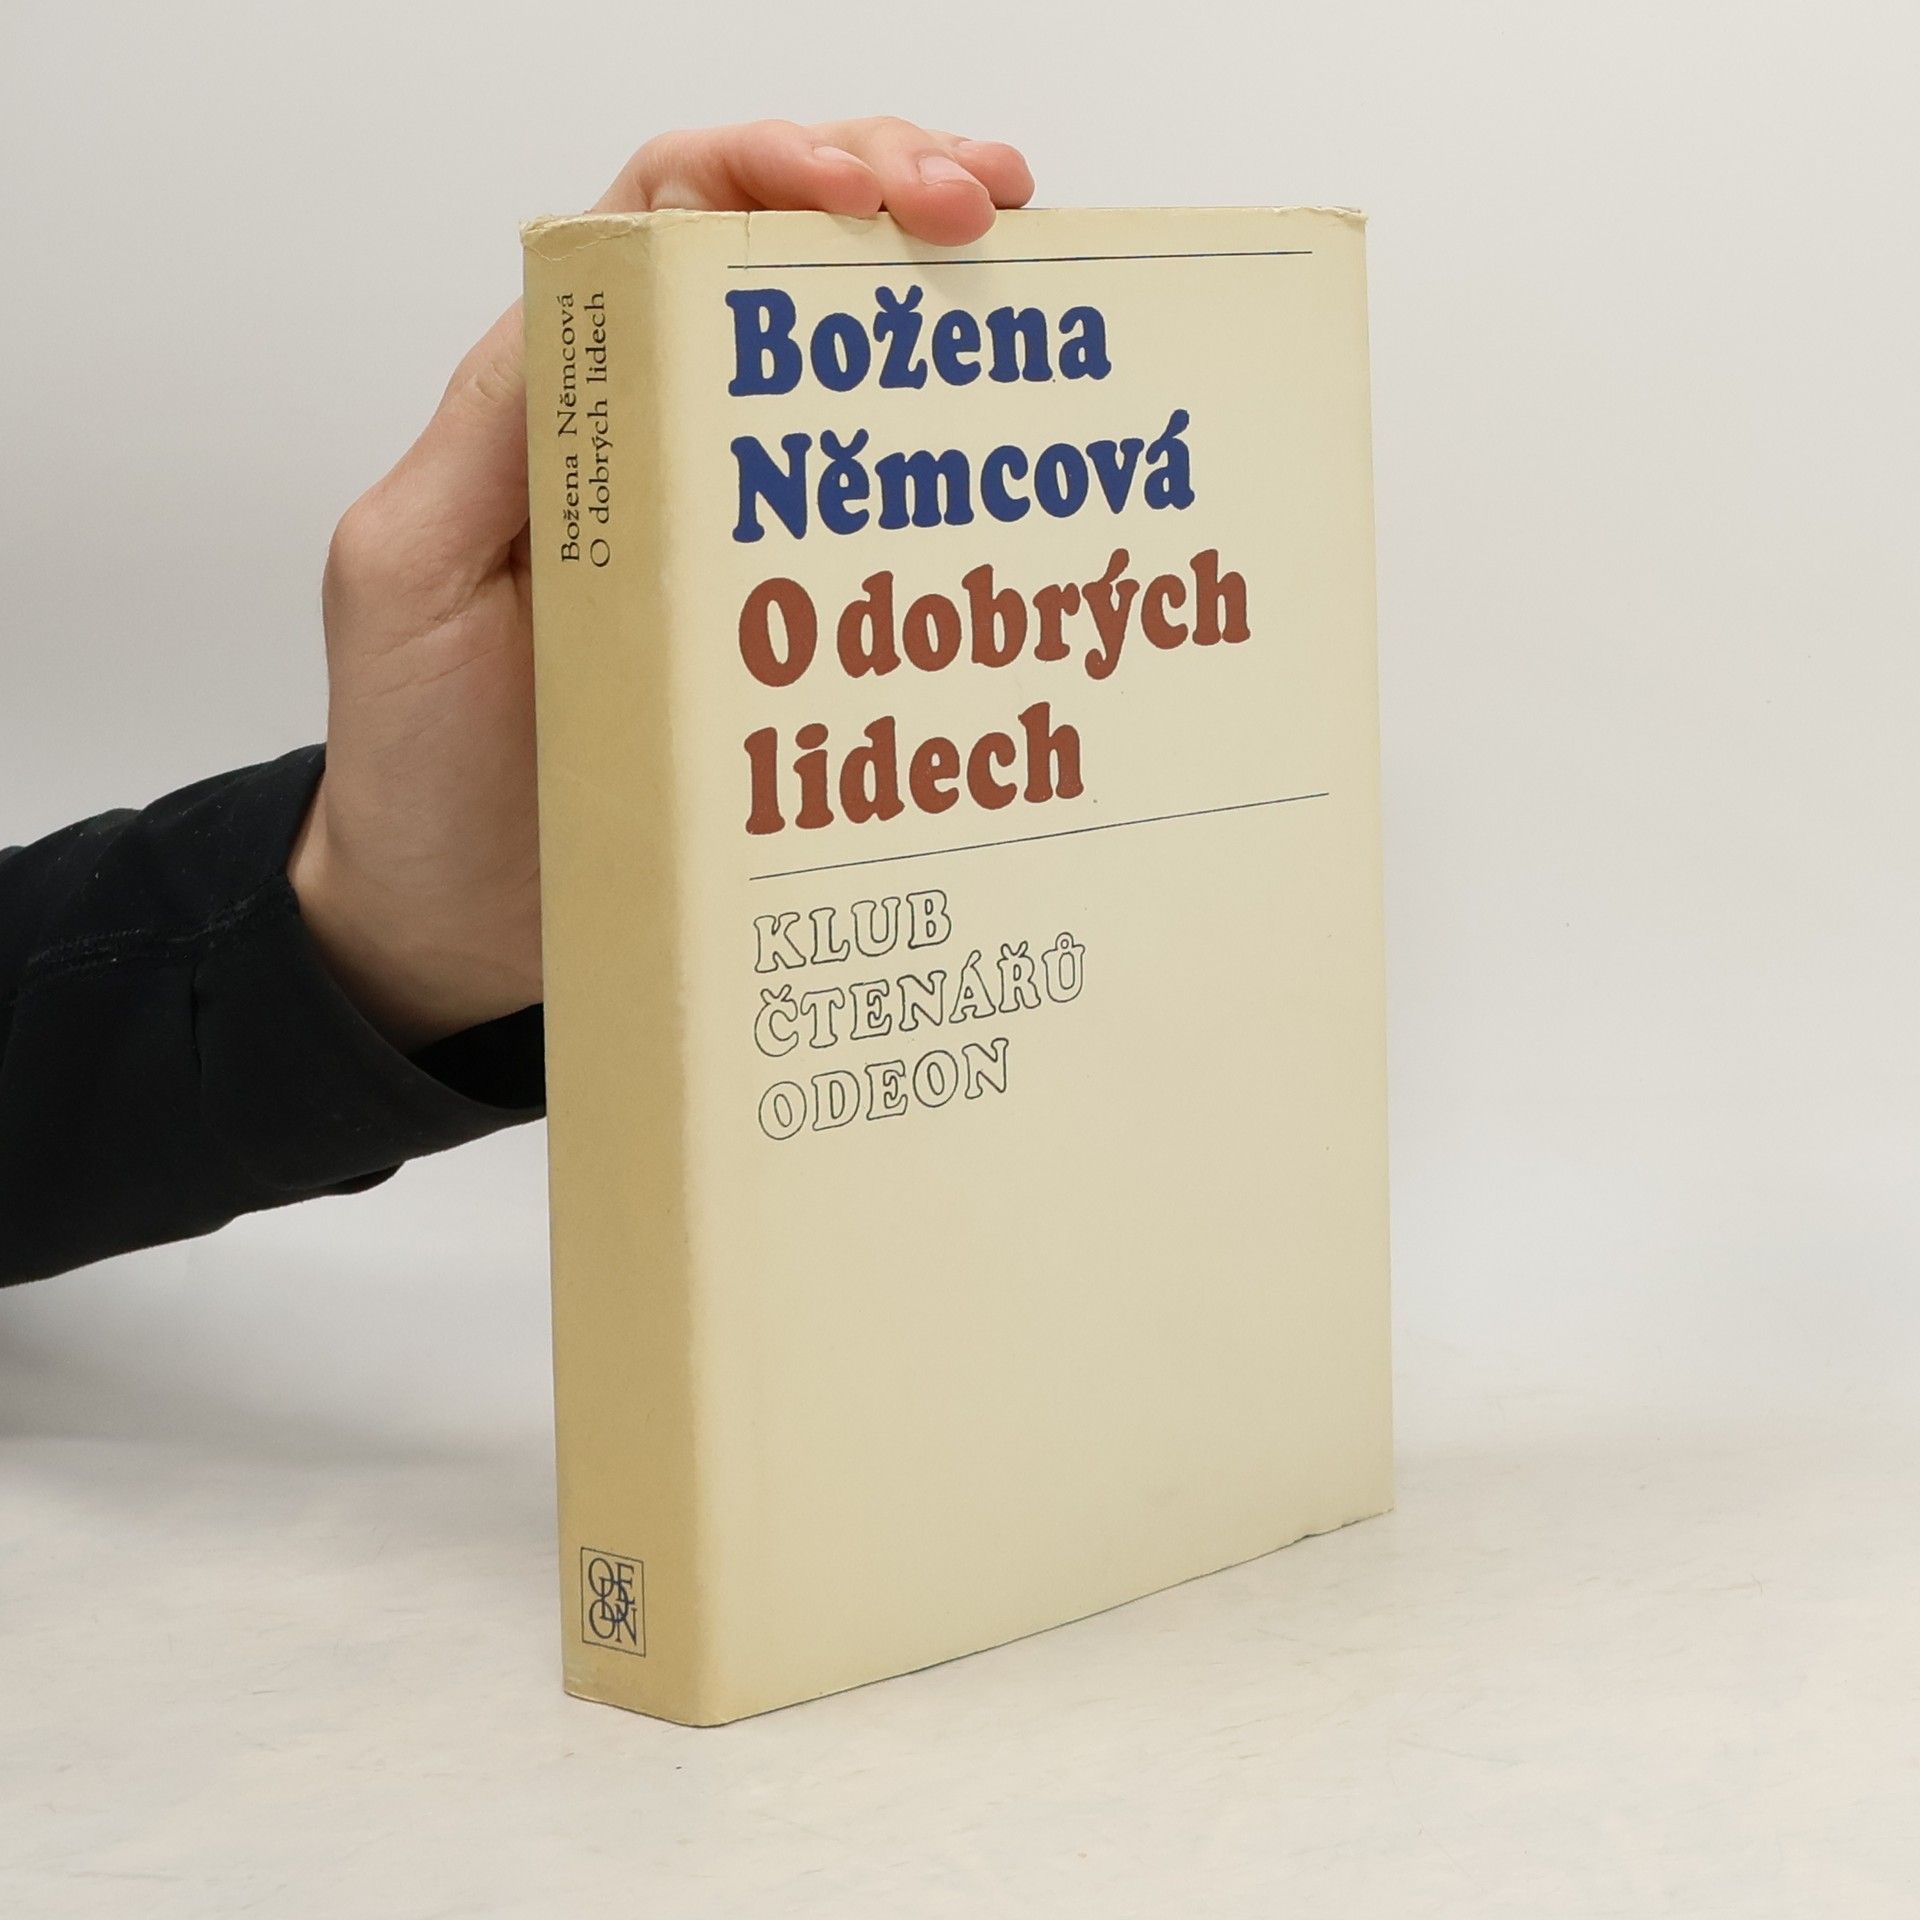 Božena Němcová
O dobrých lidech
Božena
Němcová
O dobrých
lidech
KLUB
ČTENÁŘŮ
ODEON
ODEON